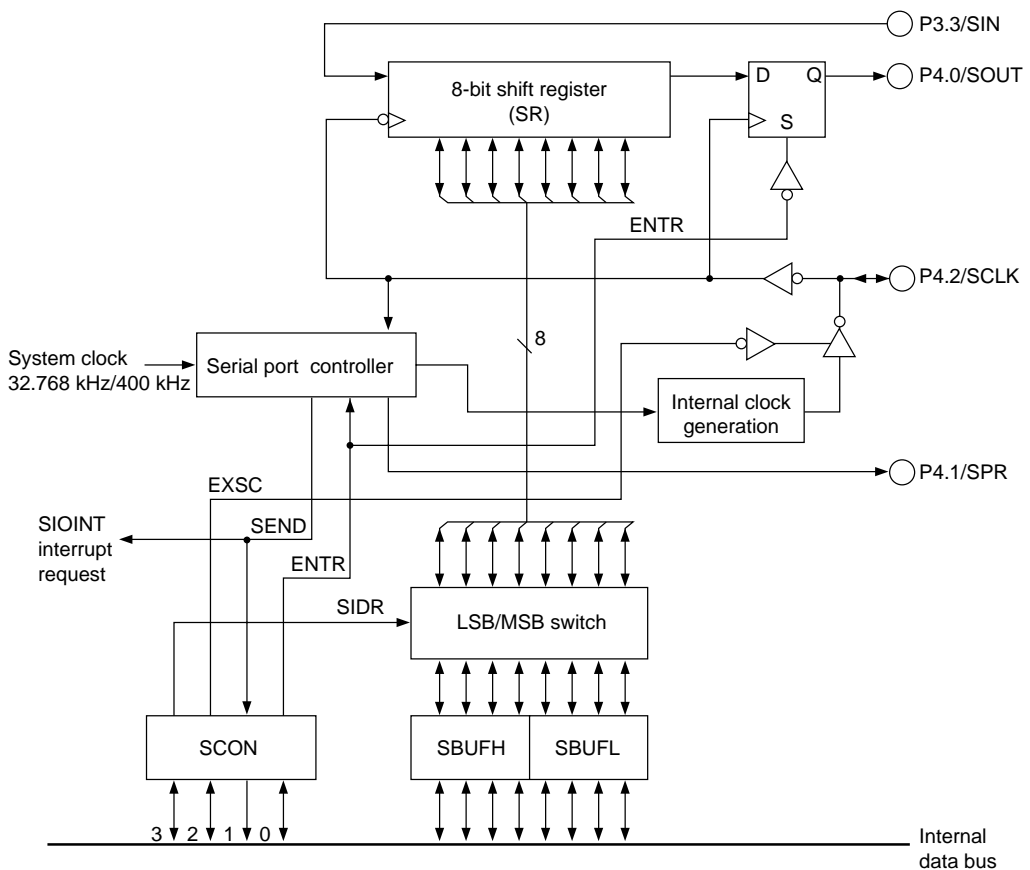 P3.3/SIN
8-bit shift register
(SR)
D Q
S
P4.0/SOUT
ENTR
P4.2/SCLK
8
System clock
32.768 kHz/400 kHz
Serial port controller
Internal clock
generation
P4.1/SPR
EXSC
SIOINT
interrupt
request
SEND
ENTR
SIDR
LSB/MSB switch
SCON
SBUFH
SBUFL
3 2 1 0
Internal
data bus